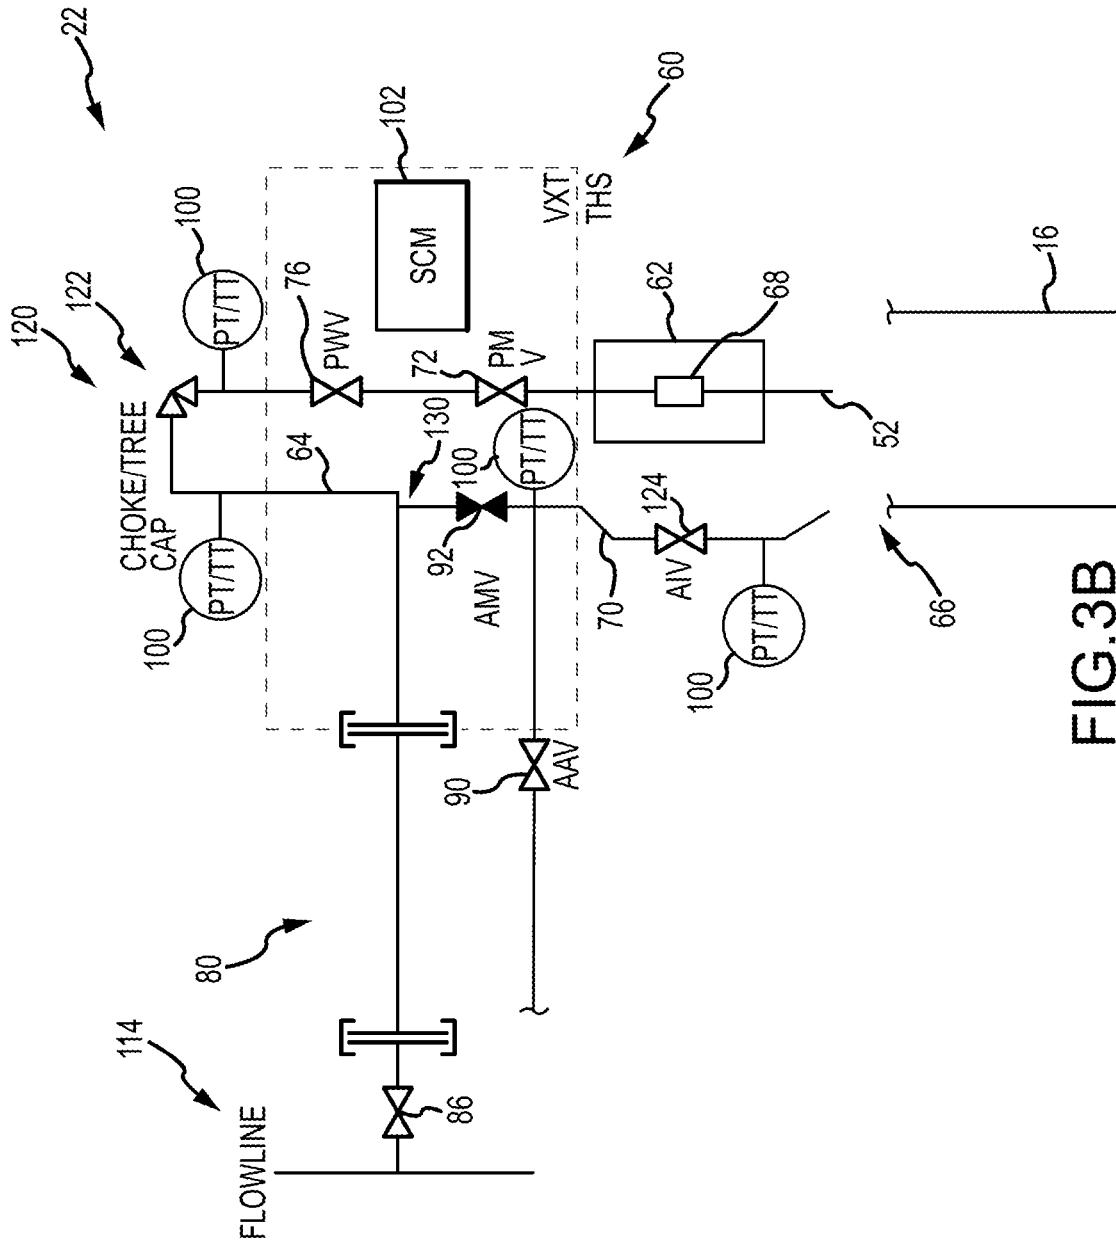 22
120
122
100
CHOKE/TREE
CAP
PT/TT
100
PT/TT
114
FLOWLINE
80
64
76
PWV
102
SCM
86
130
72
PM
V
VXT
THS
60
92
AMV
100
PT/TT
90
AAV
70
AIV
124
100
PT/TT
62
68
52
66
16
FIG.3B